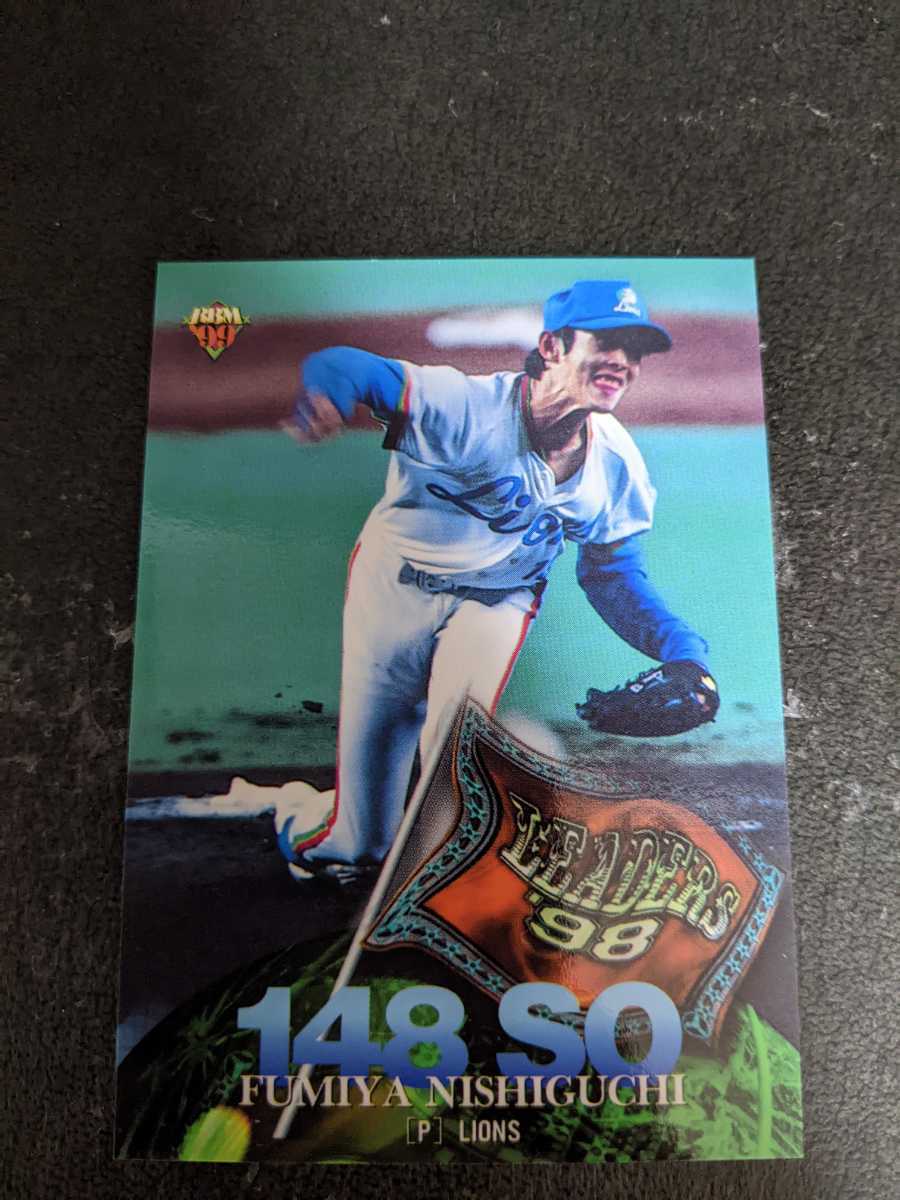 BBM
'99
Lions
LEADERS
'98
148 SO
FUMIYA NISHIGUCHI
[P] LIONS